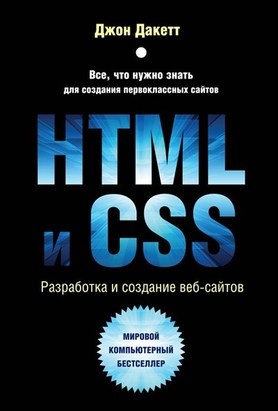 Джон Дакетт
Все, что нужно знать
для создания первоклассных сайтов
HTML
и CSS
Разработка и создание веб-сайтов
МИРОВОЙ
КОМПЬЮТЕРНЫЙ
БЕСТСЕЛЛЕР